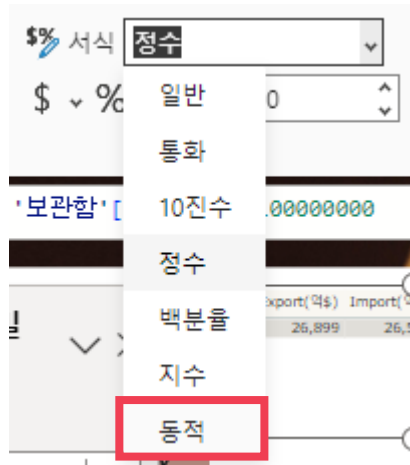 $% 서식 정수
$ % 일반 0
통화
'보관함'[ 10진수 .00000000
정수
Export(억$) Import(
백분율 26,899 26,
지수
동적